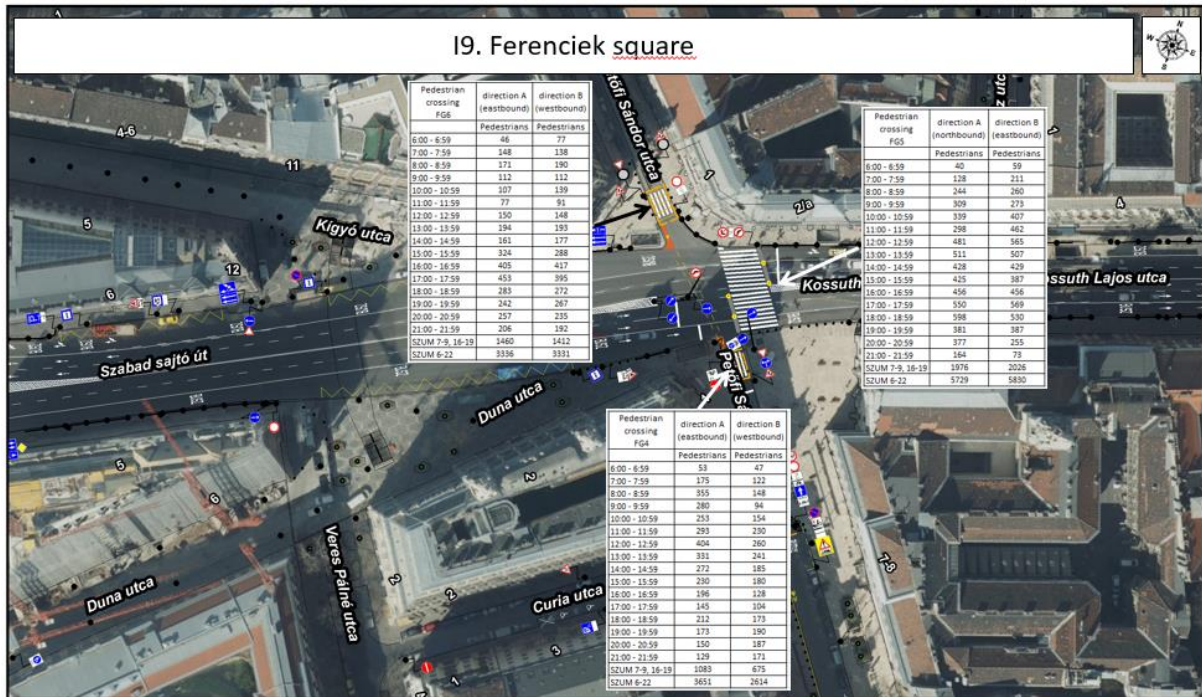 I9. Ferenciek square
4-6
11
5
Kígyó utca
12
6
Szabad sajtó út
Pedestrian crossing FG6 direction A (eastbound) direction B (westbound)
Pedestrians Pedestrians
6:00 - 6:59 46 77
7:00 - 7:59 148 138
8:00 - 8:59 171 190
9:00 - 9:59 112 112
10:00 - 10:59 107 139
11:00 - 11:59 77 91
12:00 - 12:59 150 148
13:00 - 13:59 194 193
14:00 - 14:59 161 177
15:00 - 15:59 324 288
16:00 - 16:59 405 417
17:00 - 17:59 453 395
18:00 - 18:59 283 272
19:00 - 19:59 242 267
20:00 - 20:59 257 235
21:00 - 21:59 206 192
SZUM 7-9, 16-19 1460 1412
SZUM 6-22 3336 3331
tőfi Sándor utca
1
2/a
4
Kossuth
ossuth Lajos utca
z utca
1
Pedestrian crossing FG5 direction A (northbound) direction B (eastbound)
Pedestrians Pedestrians
6:00 - 6:59 40 59
7:00 - 7:59 128 211
8:00 - 8:59 244 260
9:00 - 9:59 309 273
10:00 - 10:59 339 407
11:00 - 11:59 298 462
12:00 - 12:59 481 565
13:00 - 13:59 511 507
14:00 - 14:59 428 429
15:00 - 15:59 425 387
16:00 - 16:59 456 456
17:00 - 17:59 550 569
18:00 - 18:59 598 530
19:00 - 19:59 381 387
20:00 - 20:59 377 255
21:00 - 21:59 164 73
SZUM 7-9, 16-19 1976 2026
SZUM 6-22 5729 5830
Duna utca
Petőfi Sá
5
6
2
Veres Pálné utca
2
2
Duna utca
Curia utca
3
1
7-8
Pedestrian crossing FG4 direction A (eastbound) direction B (westbound)
Pedestrians Pedestrians
6:00 - 6:59 53 47
7:00 - 7:59 175 122
8:00 - 8:59 355 148
9:00 - 9:59 280 94
10:00 - 10:59 253 154
11:00 - 11:59 293 230
12:00 - 12:59 404 260
13:00 - 13:59 331 241
14:00 - 14:59 272 185
15:00 - 15:59 230 180
16:00 - 16:59 196 128
17:00 - 17:59 145 104
18:00 - 18:59 212 173
19:00 - 19:59 173 190
20:00 - 20:59 150 187
21:00 - 21:59 129 171
SZUM 7-9, 16-19 1083 675
SZUM 6-22 3651 2614